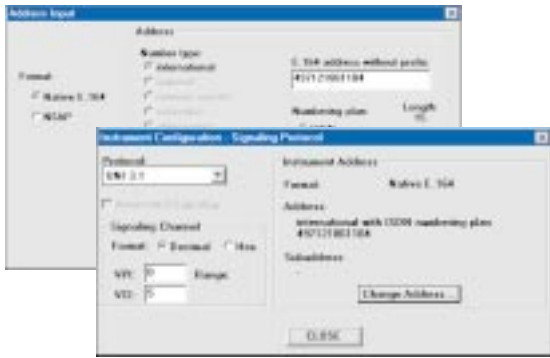 Address Input
Address
Number type:
international
E.164 address without prefix:
497121861184
Format:
Native E.164
NSAP
Numbering plan:
Length
Instrument Configuration - Signaling Protocol
Protocol:
UNI 3.1
Signaling Channel
Format:
Decimal
Hex
VPI:
0
Range:
VCI:
5
Instrument Address
Format:
Native E.164
Address:
international with ISDN numbering plan
497121861184
Subaddress:
-
Change Address...
CLOSE